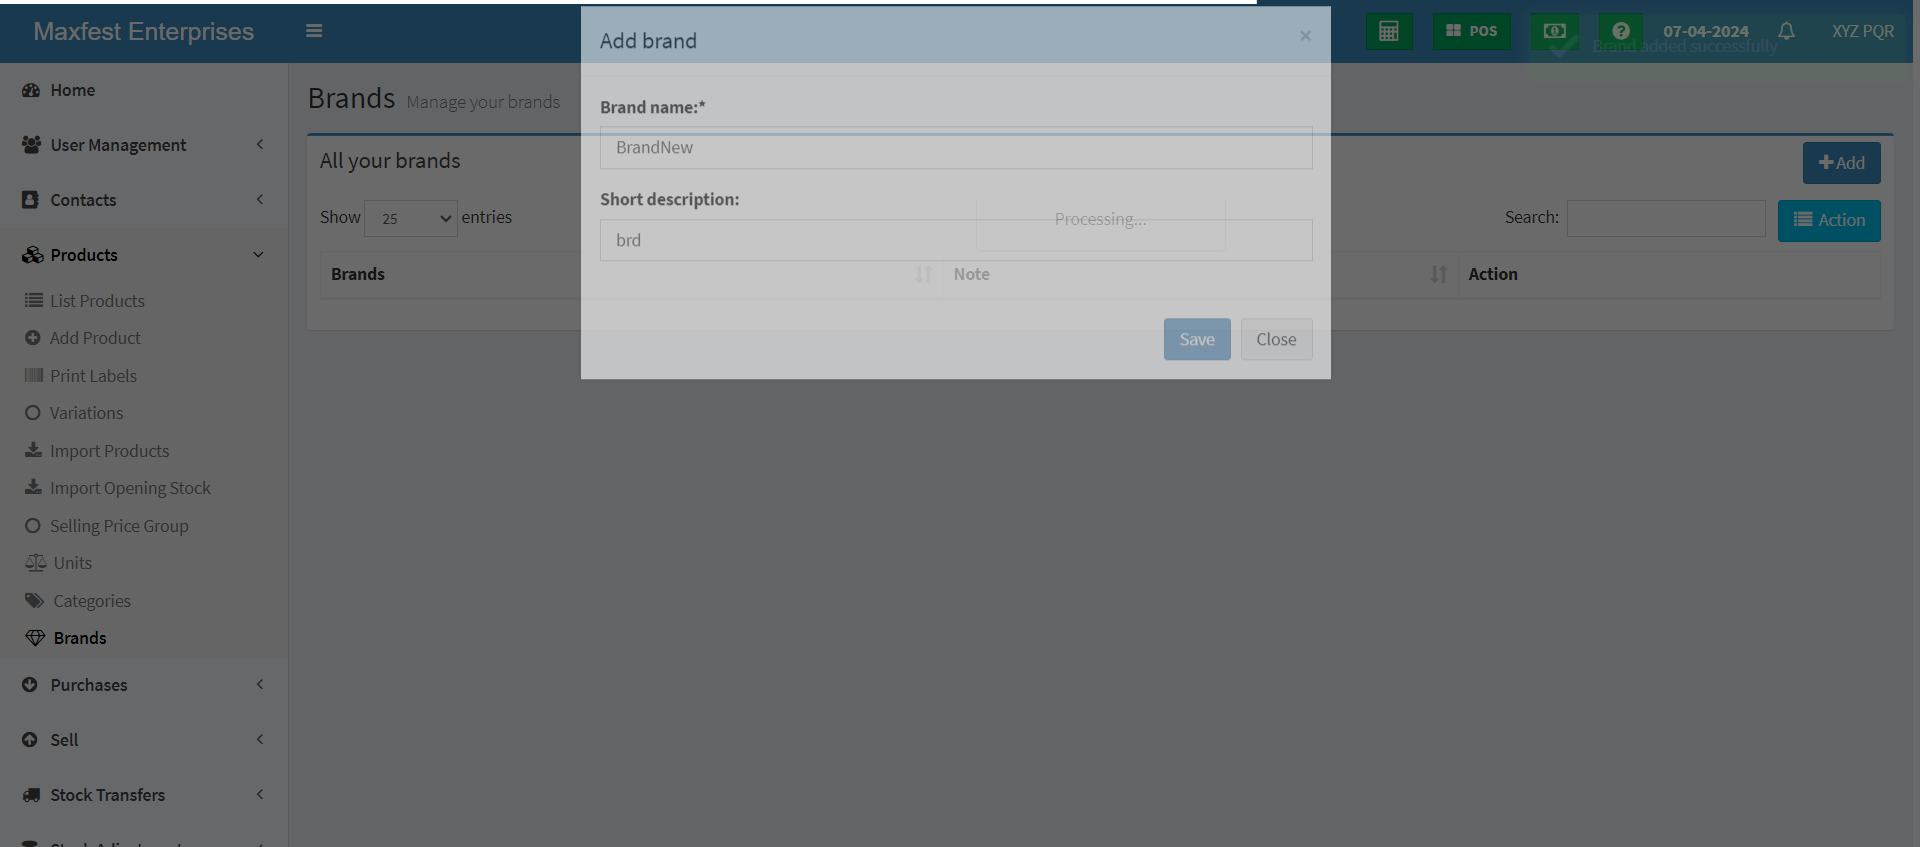 Maxfest Enterprises
POS
07-04-2024
XYZ PQR
Brand added successfully
Add brand
×
Home
Brands Manage your brands
Brand name:*
User Management
BrandNew
All your brands
Add
Contacts
Short description:
Show 25 entries
Processing...
Search:
Action
brd
Products
Brands
Note
Action
List Products
Add Product
Save
Close
Print Labels
Variations
Import Products
Import Opening Stock
Selling Price Group
Units
Categories
Brands
Purchases
Sell
Stock Transfers